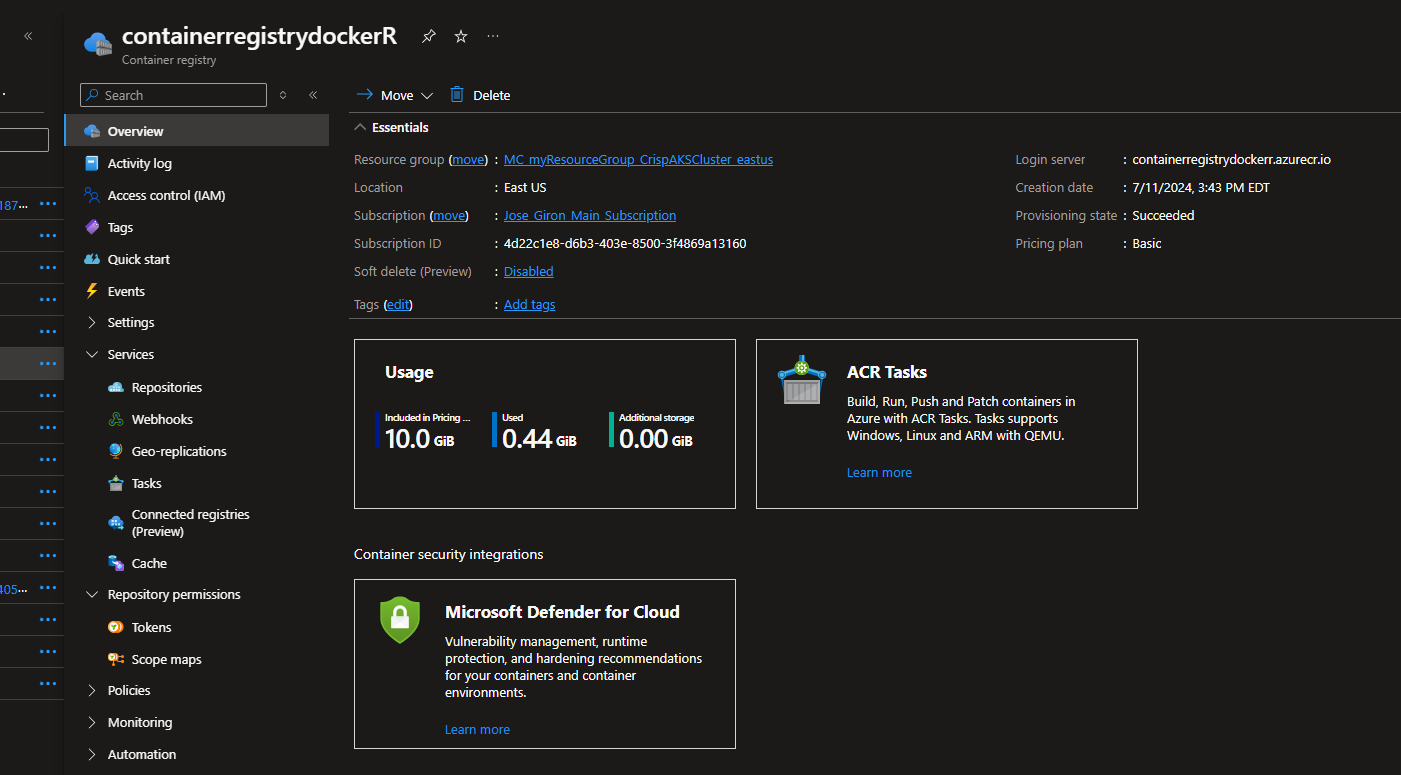 containerregistrydockerR
Container registry
Search
Move
Delete
187...
405...
Overview
Activity log
Access control (IAM)
Tags
Quick start
Events
Settings
Services
Repositories
Webhooks
Geo-replications
Tasks
Connected registries
(Preview)
Cache
Repository permissions
Tokens
Scope maps
Policies
Monitoring
Automation
Essentials
Resource group (move) : MC_myResourceGroup_CrispAKSCluster_eastus
Location : East US
Subscription (move) : Jose_Giron_Main_Subscription
Subscription ID : 4d22c1e8-d6b3-403e-8500-3f4869a13160
Soft delete (Preview) : Disabled
Tags (edit) : Add tags
Login server : containerregistrydockerr.azurecr.io
Creation date : 7/11/2024, 3:43 PM EDT
Provisioning state : Succeeded
Pricing plan : Basic
Usage
Included in Pricing ...
10.0 GiB
Used
0.44 GiB
Additional storage
0.00 GiB
ACR Tasks
Build, Run, Push and Patch containers in
Azure with ACR Tasks. Tasks supports
Windows, Linux and ARM with QEMU.
Learn more
Container security integrations
Microsoft Defender for Cloud
Vulnerability management, runtime
protection, and hardening recommendations
for your containers and container
environments.
Learn more